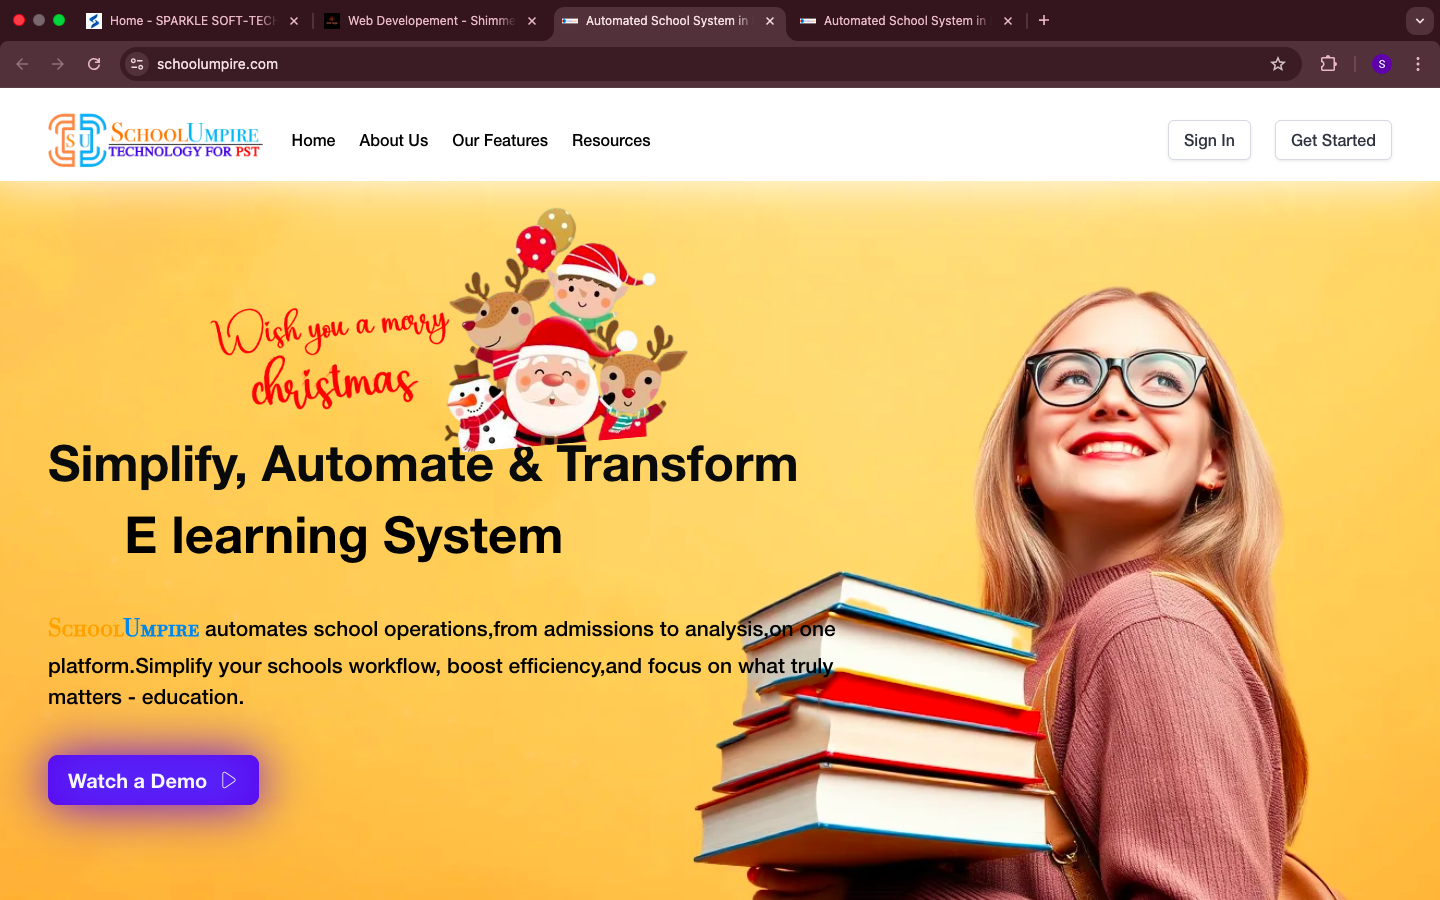 Home - SPARKLE SOFT-TECH
Web Developement - Shimme
Automated School System in
Automated School System in
schoolumpire.com
S
SU
SCHOOLUMPIRE
TECHNOLOGY FOR PST
Home
About Us
Our Features
Resources
Sign In
Get Started
Wish you a merry
christmas
Simplify, Automate & Transform
E learning System
SCHOOLUMPIRE automates school operations,from admissions to analysis,on one
platform.Simplify your schools workflow, boost efficiency,and focus on what truly
matters - education.
Watch a Demo